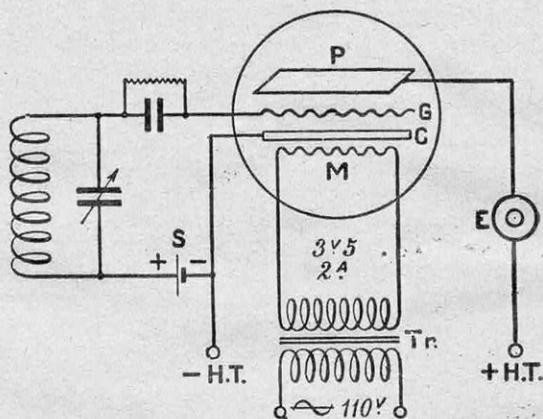 P
G
C
M
E
S
+ -
3V5
2A
Tr.
- H.T.
110V
+ H.T.